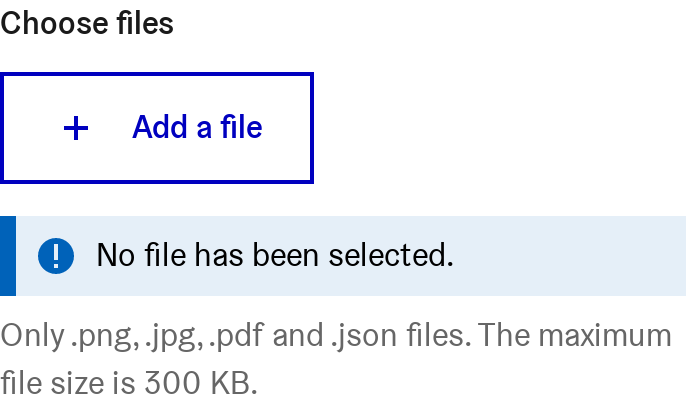 Choose files
+ Add a file
No file has been selected.
Only .png, .jpg, .pdf and .json files. The maximum
file size is 300 KB.